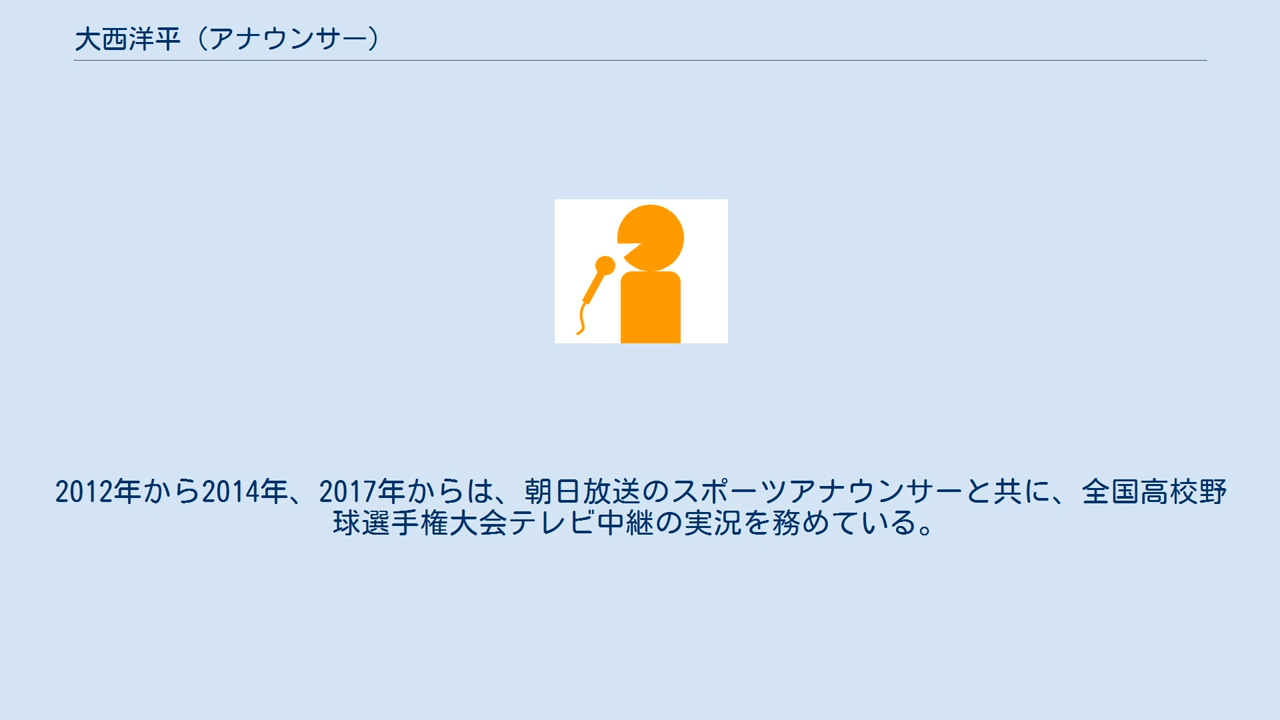 大西洋平（アナウンサー）
2012年から2014年、2017年からは、朝日放送のスポーツアナウンサーと共に、全国高校野
球選手権大会テレビ中継の実況を務めている。